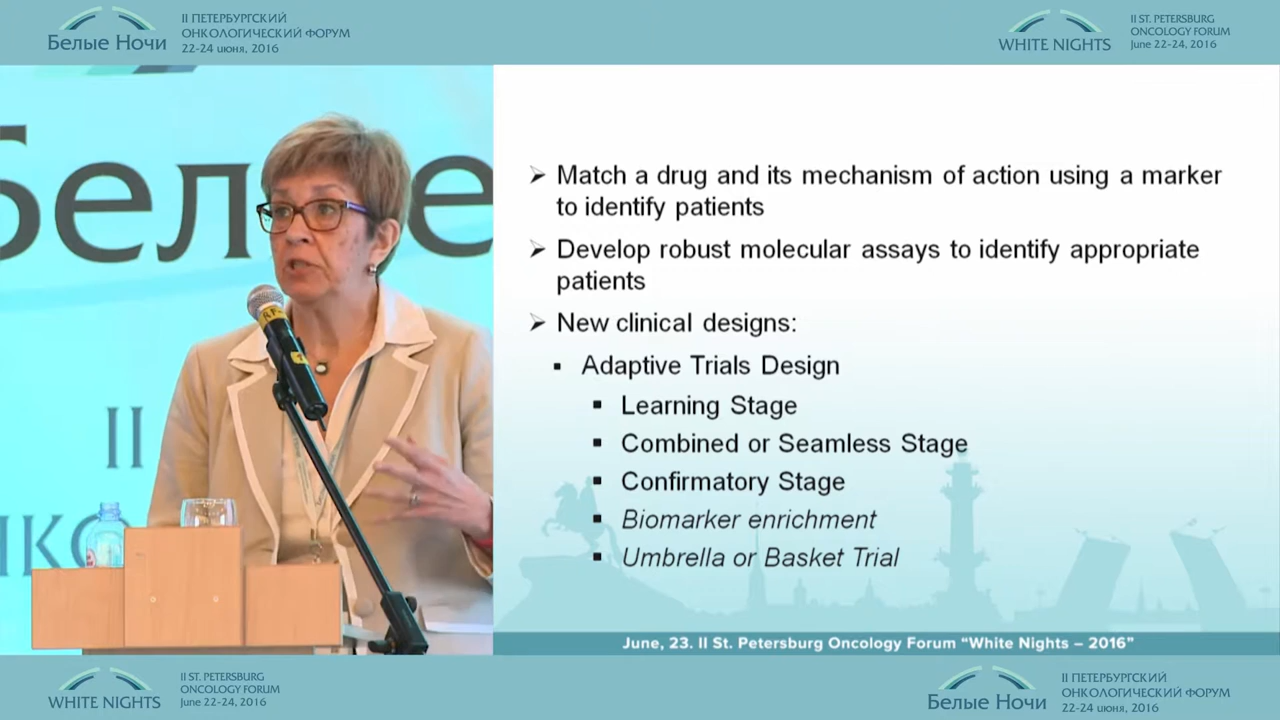 Белые Ночи
II ПЕТЕРБУРГСКИЙ
ОНКОЛОГИЧЕСКИЙ ФОРУМ
22-24 июня, 2016
WHITE NIGHTS
II ST. PETERSBURG
ONCOLOGY FORUM
June 22-24, 2016
Бел е
II
НКО
➢ Match a drug and its mechanism of action using a marker
to identify patients
➢ Develop robust molecular assays to identify appropriate
patients
➢ New clinical designs:
▪ Adaptive Trials Design
▪ Learning Stage
▪ Combined or Seamless Stage
▪ Confirmatory Stage
▪ Biomarker enrichment
▪ Umbrella or Basket Trial
June, 23. II St. Petersburg Oncology Forum “White Nights – 2016”
WHITE NIGHTS
II ST. PETERSBURG
ONCOLOGY FORUM
June 22-24, 2016
Белые Ночи
II ПЕТЕРБУРГСКИЙ
ОНКОЛОГИЧЕСКИЙ ФОРУМ
22-24 июня, 2016